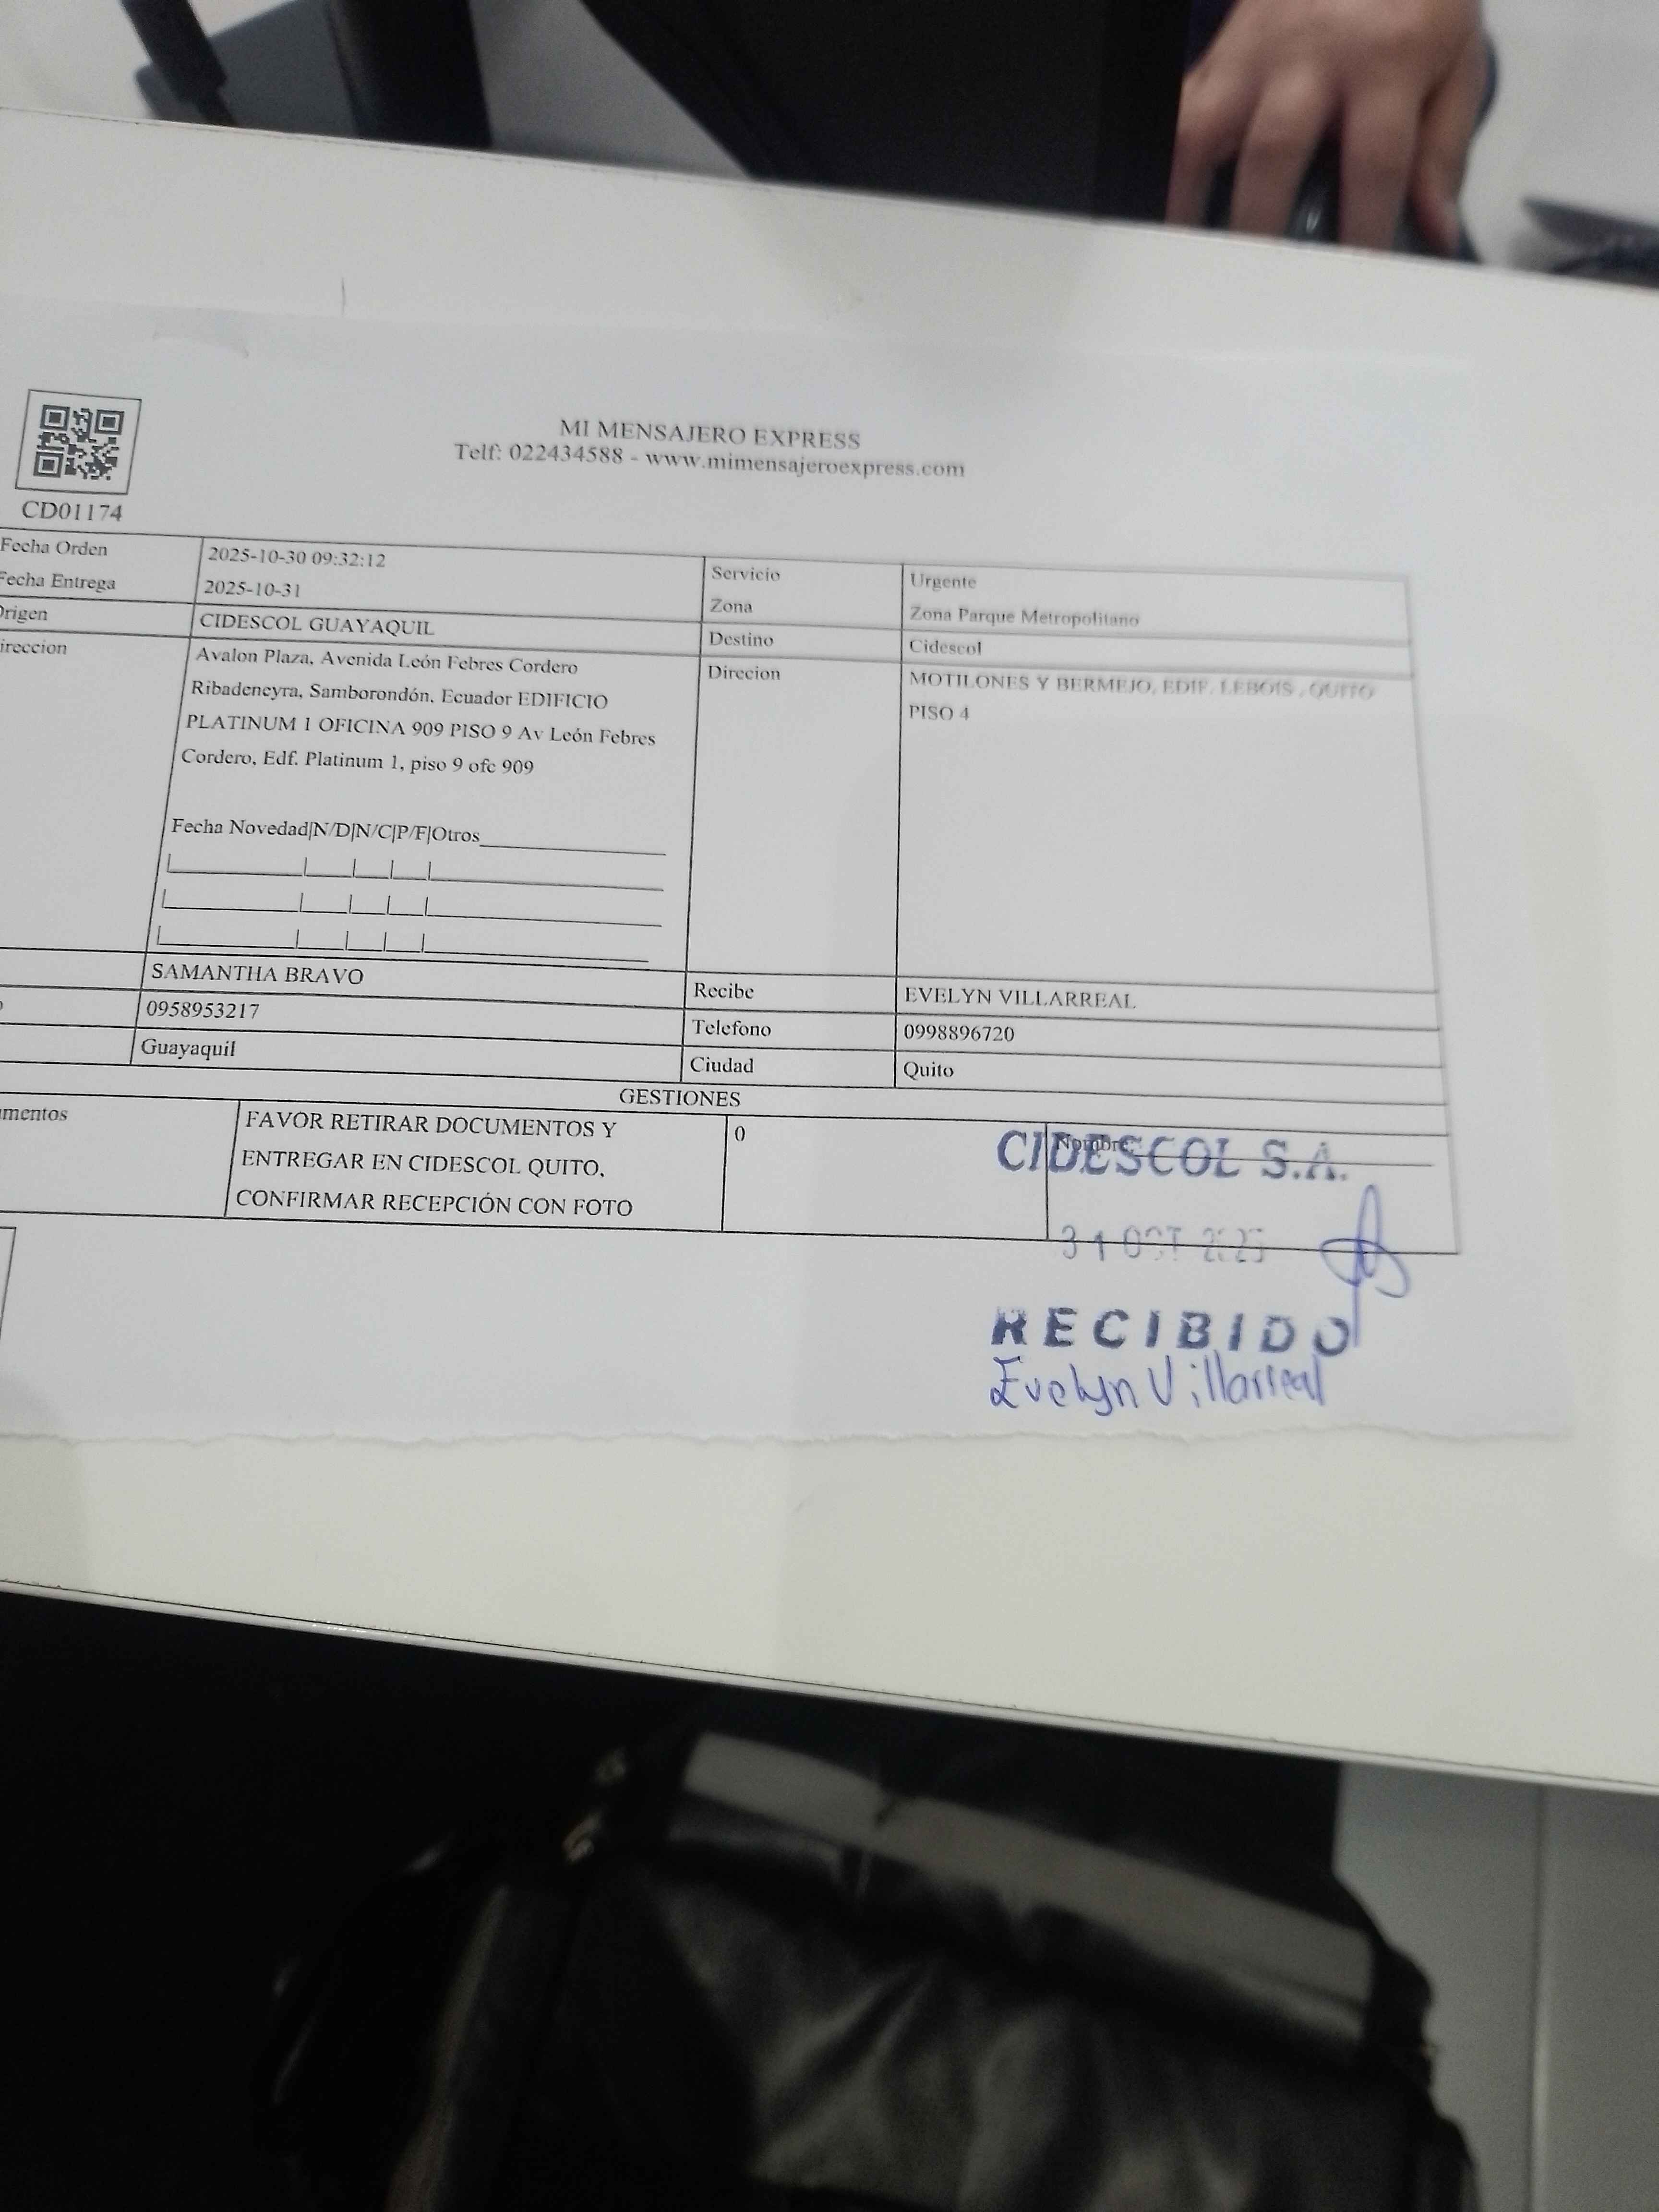 CD01174
MI MENSAJERO EXPRESS
Telf: 022434588 - www.mimensajeroexpress.com
Fecha Orden 2025-10-30 09:32:12 Servicio Urgente
Fecha Entrega 2025-10-31 Zona Zona Parque Metropolitano
Origen CIDESCOL GUAYAQUIL Destino Cidescol
ireccion Avalon Plaza, Avenida León Febres Cordero Direcion MOTILONES Y BERMEJO, EDIF. LEBOIS , QUITO
Ribadeneyra, Samborondón, Ecuador EDIFICIO PISO 4
PLATINUM 1 OFICINA 909 PISO 9 Av León Febres
Cordero, Edf. Platinum 1, piso 9 ofc 909
Fecha Novedad|N/D|N/C|P/F|Otros
SAMANTHA BRAVO Recibe EVELYN VILLARREAL
0958953217 Telefono 0998896720
Guayaquil Ciudad Quito
GESTIONES
mentos FAVOR RETIRAR DOCUMENTOS Y 0 Nombre:
ENTREGAR EN CIDESCOL QUITO,
CONFIRMAR RECEPCIÓN CON FOTO
CIDESCOL S.A.
31 OCT 2025
RECIBIDO
Evelyn Villarreal